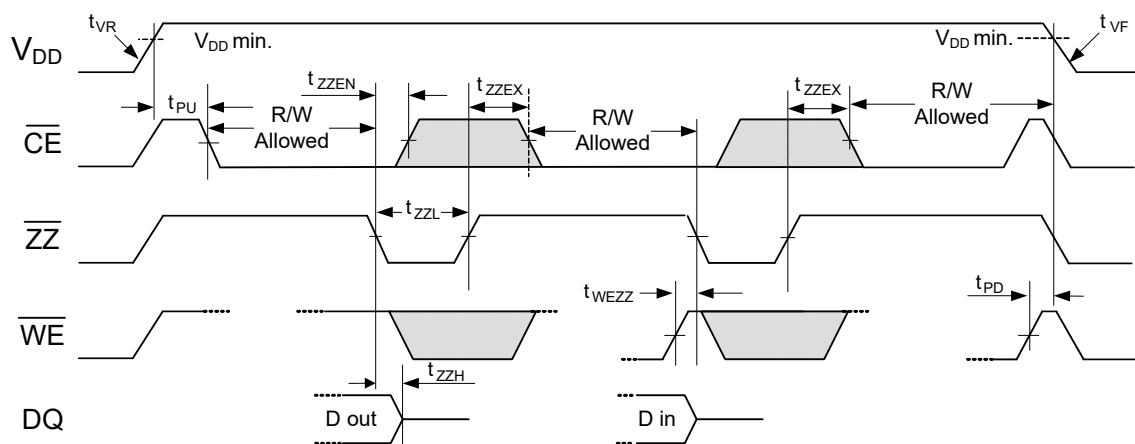 tVR
VDD
VDD min.
VDD min.
tVF
tPU
R/W
Allowed
tZZEN
tZZEX
R/W
Allowed
tZZEX
R/W
Allowed
CE
tZZL
ZZ
tWEZZ
tPD
WE
tZZH
DQ
D out
D in